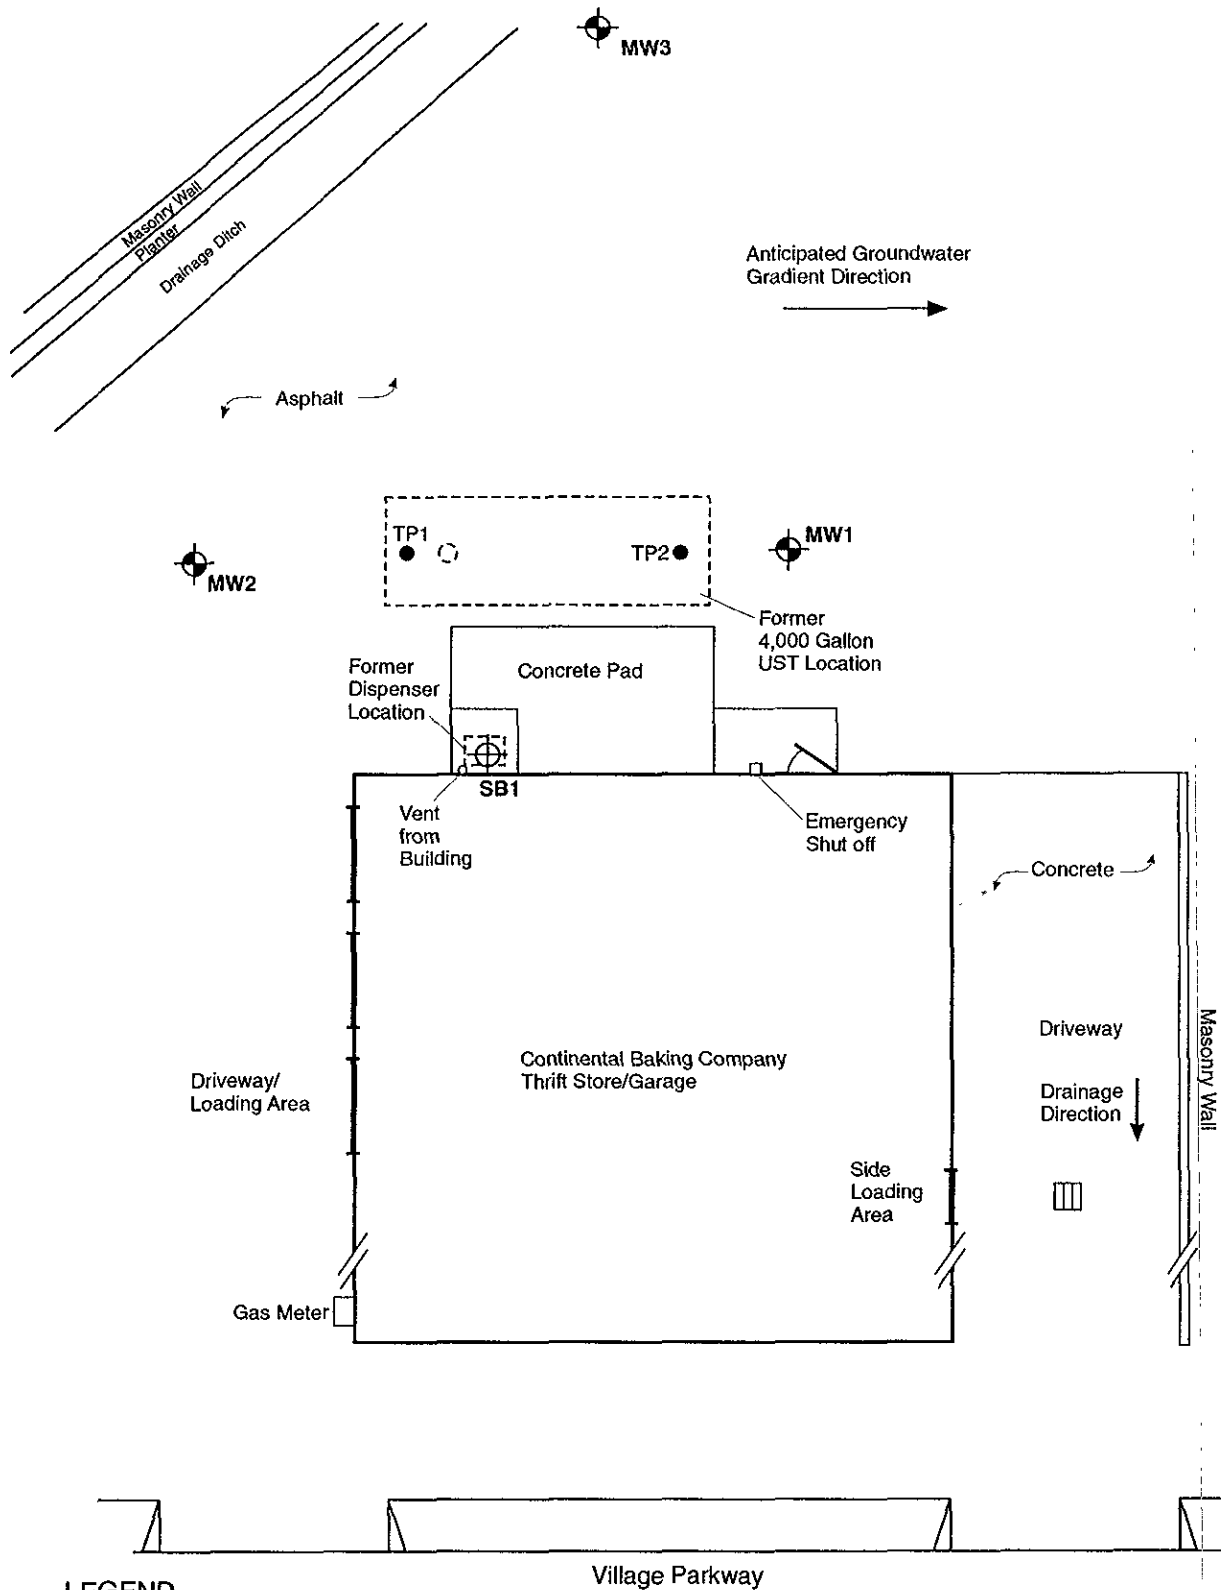 MW3
Masonry Wall
Planter
Drainage Ditch
Anticipated Groundwater
Gradient Direction
Asphalt
TP1
TP2
MW1
MW2
Former
4,000 Gallon
UST Location
Former
Dispenser
Location
Concrete Pad
SB1
Vent
from
Building
Emergency
Shut off
Concrete
Continental Baking Company
Thrift Store/Garage
Driveway
Masonry Wall
Driveway/
Loading Area
Drainage
Direction
Side
Loading
Area
Gas Meter
Village Parkway
LEGEND